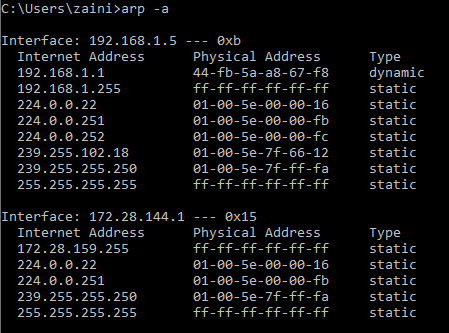 C:\Users\zaini>arp -a
Interface: 192.168.1.5 --- 0xb
Internet Address Physical Address Type
192.168.1.1 44-fb-5a-a8-67-f8 dynamic
192.168.1.255 ff-ff-ff-ff-ff-ff static
224.0.0.22 01-00-5e-00-00-16 static
224.0.0.251 01-00-5e-00-00-fb static
224.0.0.252 01-00-5e-00-00-fc static
239.255.102.18 01-00-5e-7f-66-12 static
239.255.255.250 01-00-5e-7f-ff-fa static
255.255.255.255 ff-ff-ff-ff-ff-ff static
Interface: 172.28.144.1 --- 0x15
Internet Address Physical Address Type
172.28.159.255 ff-ff-ff-ff-ff-ff static
224.0.0.22 01-00-5e-00-00-16 static
224.0.0.251 01-00-5e-00-00-fb static
239.255.255.250 01-00-5e-7f-ff-fa static
255.255.255.255 ff-ff-ff-ff-ff-ff static